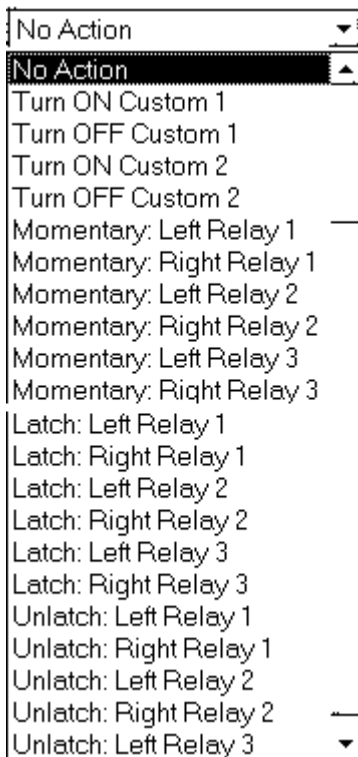 No Action
No Action
Turn ON Custom 1
Turn OFF Custom 1
Turn ON Custom 2
Turn OFF Custom 2
Momentary: Left Relay 1
Momentary: Right Relay 1
Momentary: Left Relay 2
Momentary: Right Relay 2
Momentary: Left Relay 3
Momentary: Right Relay 3
Latch: Left Relay 1
Latch: Right Relay 1
Latch: Left Relay 2
Latch: Right Relay 2
Latch: Left Relay 3
Latch: Right Relay 3
Unlatch: Left Relay 1
Unlatch: Right Relay 1
Unlatch: Left Relay 2
Unlatch: Right Relay 2
Unlatch: Left Relay 3